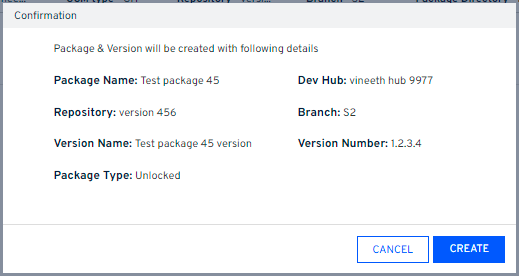 Confirmation
Package & Version will be created with following details
Package Name: Test package 45 Dev Hub: vineeth hub 9977
Repository: version 456 Branch: S2
Version Name: Test package 45 version Version Number: 1.2.3.4
Package Type: Unlocked
CANCEL CREATE